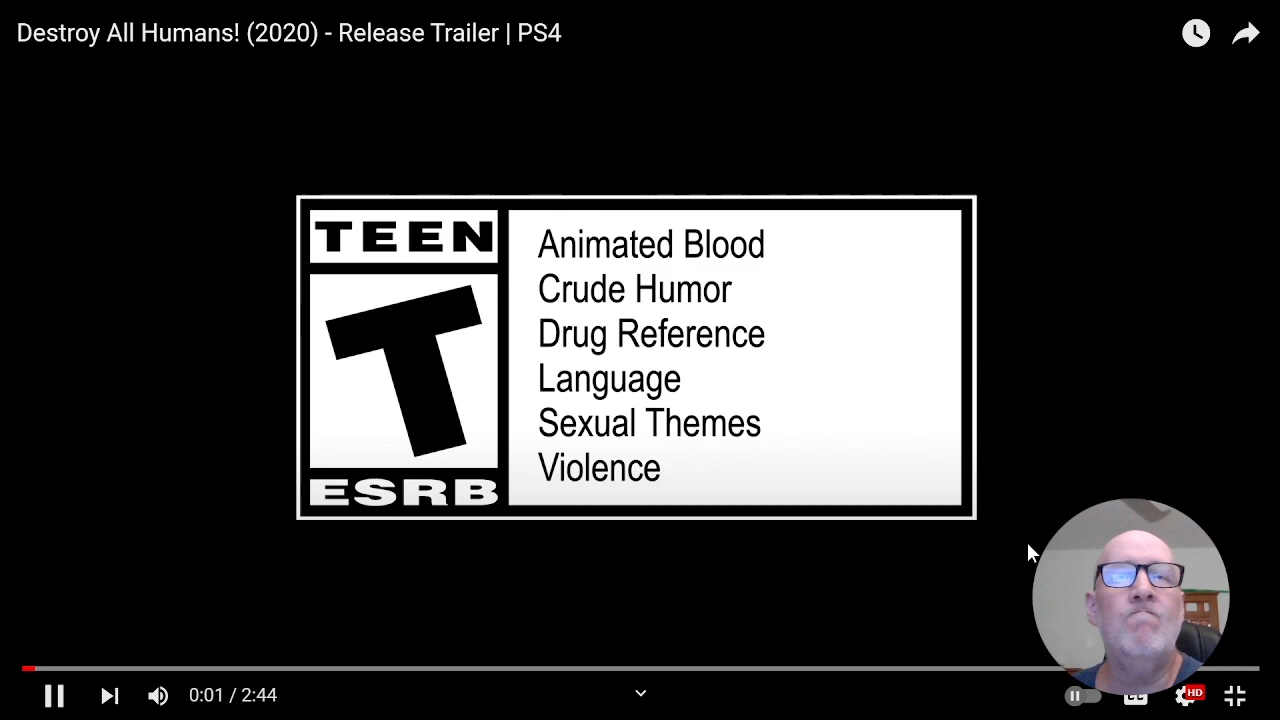 Destroy All Humans! (2020) - Release Trailer | PS4
TEEN
T
ESRB
Animated Blood
Crude Humor
Drug Reference
Language
Sexual Themes
Violence
0:01 / 2:44
CC
HD